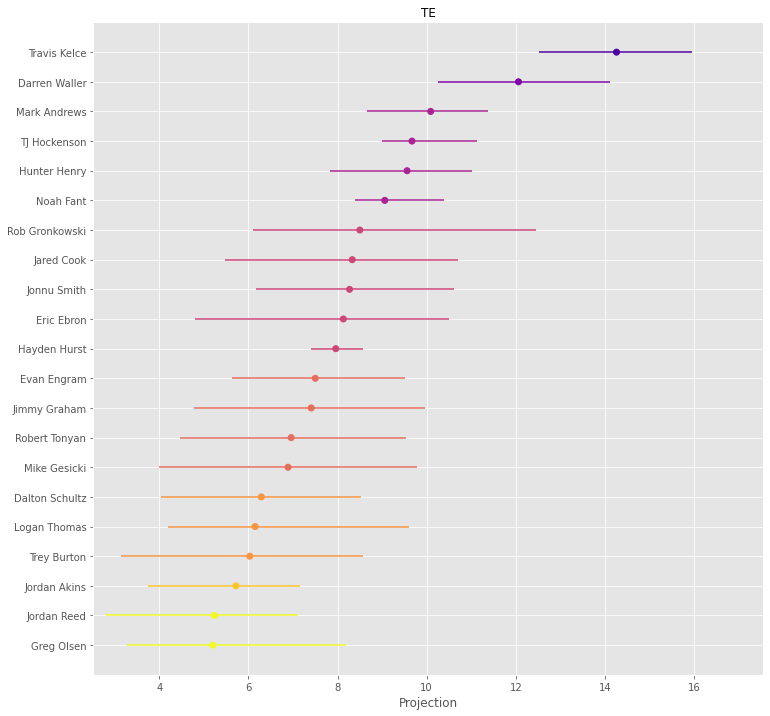 TE
Travis Kelce
Darren Waller
Mark Andrews
TJ Hockenson
Hunter Henry
Noah Fant
Rob Gronkowski
Jared Cook
Jonnu Smith
Eric Ebron
Hayden Hurst
Evan Engram
Jimmy Graham
Robert Tonyan
Mike Gesicki
Dalton Schultz
Logan Thomas
Trey Burton
Jordan Akins
Jordan Reed
Greg Olsen
4 6 8 10 12 14 16
Projection